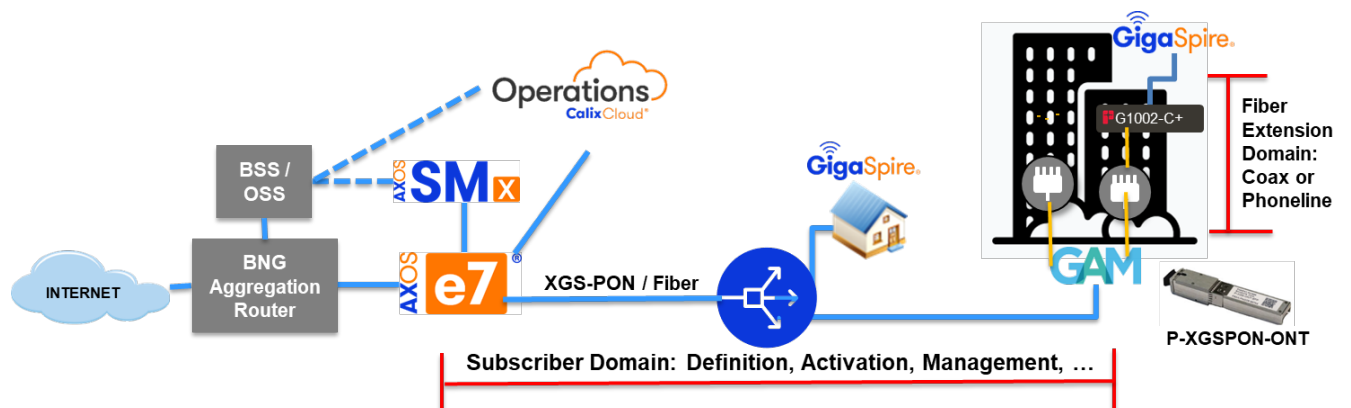 GigaSpire®
G1002-C+
Fiber
Extension
Domain:
Coax or
Phoneline
Operations
CalixCloud®
BSS /
OSS
AXOS
SMx
GigaSpire®
INTERNET
BNG
Aggregation
Router
AXOS
e7®
XGS-PON / Fiber
GAM
P-XGSPON-ONT
Subscriber Domain: Definition, Activation, Management, …